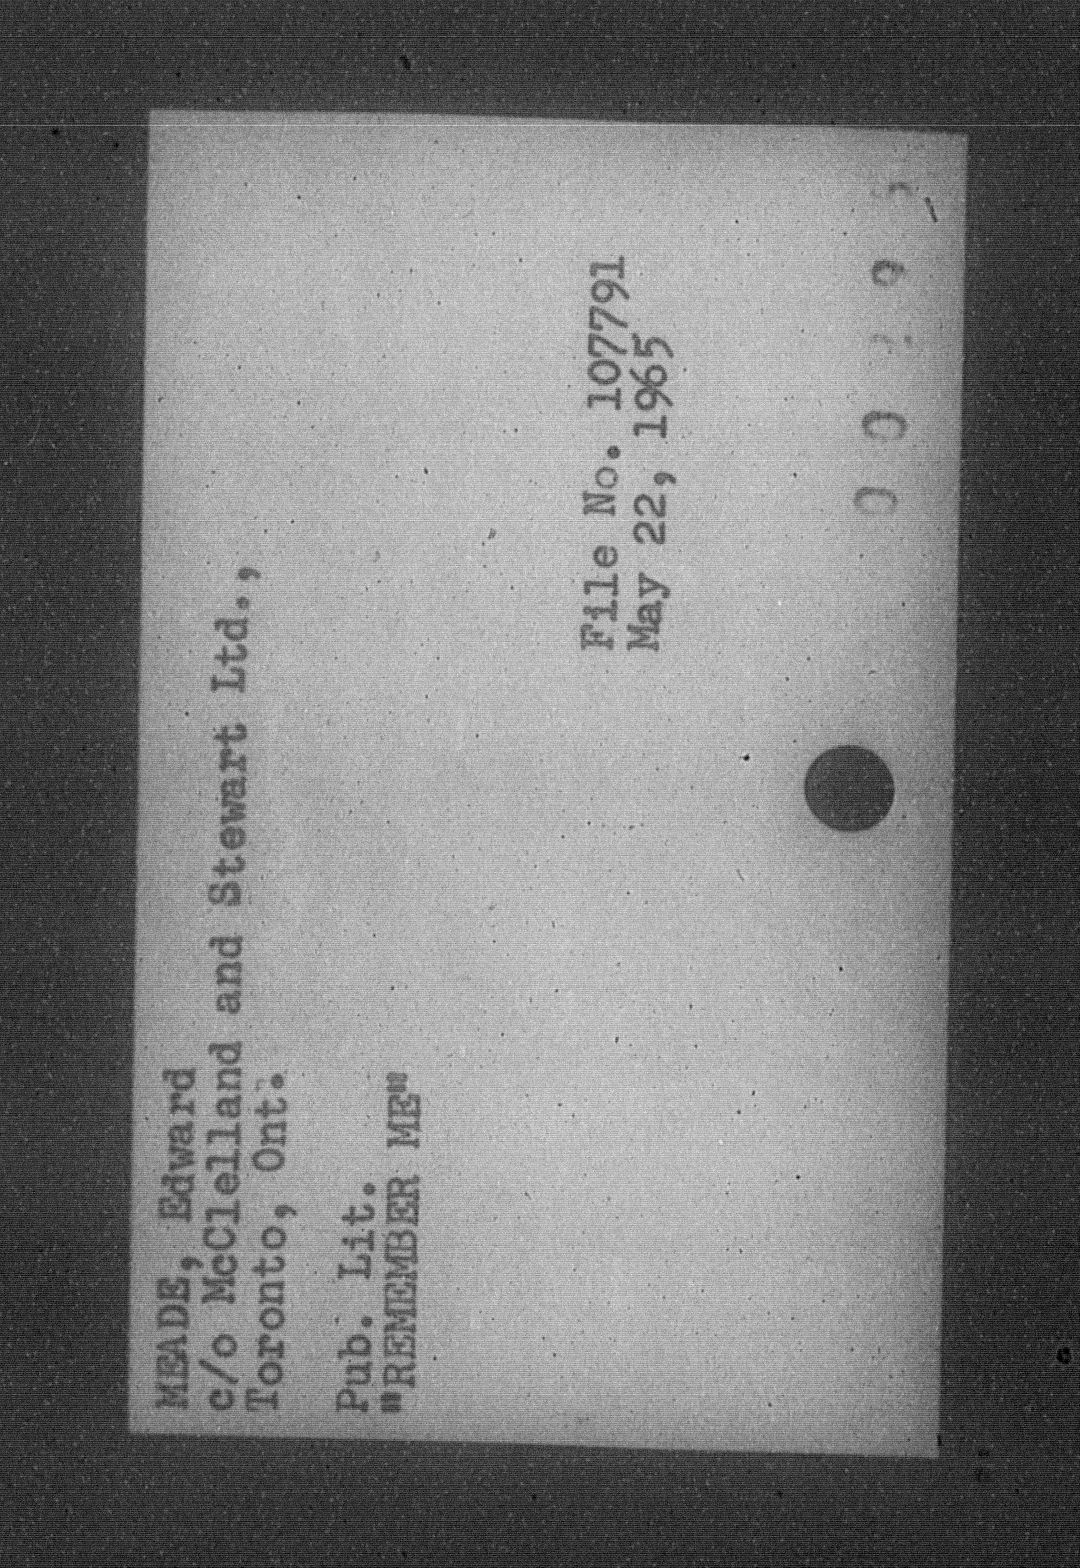 MEADE, Edward
c/o McClelland and Stewart Ltd.,
Toronto, Ont.
Pub. Lit.
"REMEMBER ME"
File No. 107791
May 22, 1965